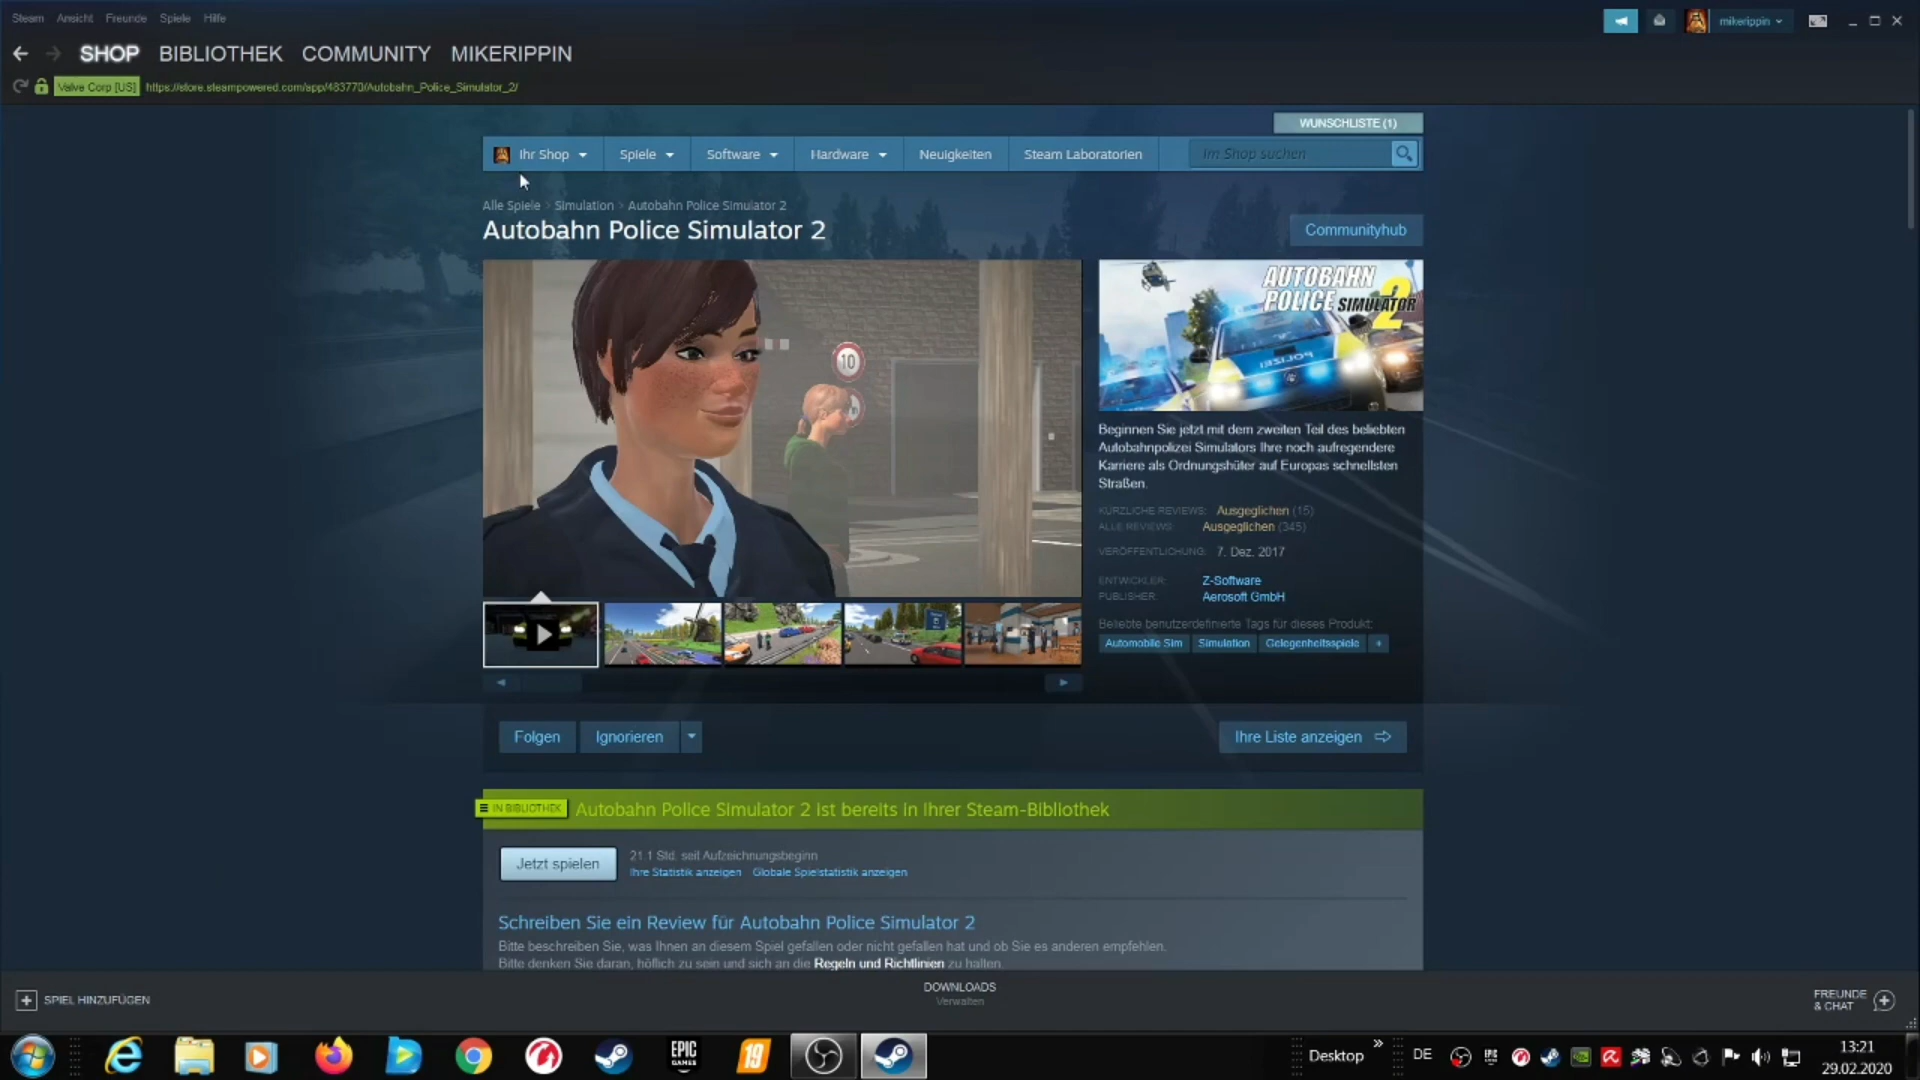 Steam Ansicht Freunde Spiele Hilfe
mikerippin
SHOP BIBLIOTHEK COMMUNITY MIKERIPPIN
Valve Corp [US] https://store.steampowered.com/app/483770/Autobahn_Police_Simulator_2/
WUNSCHLISTE (1)
Ihr Shop Spiele Software Hardware Neuigkeiten Steam Laboratorien Im Shop suchen
Alle Spiele > Simulation > Autobahn Police Simulator 2
Autobahn Police Simulator 2
Communityhub
10
AUTOBAHN
POLICE SIMULATOR
2
POLIZEI
Beginnen Sie jetzt mit dem zweiten Teil des beliebten
Autobahnpolizei Simulators Ihre noch aufregendere
Karriere als Ordnungshüter auf Europas schnellsten
Straßen.
KÜRZLICHE REVIEWS: Ausgeglichen (15)
ALLE REVIEWS: Ausgeglichen (345)
VERÖFFENTLICHUNG: 7. Dez. 2017
ENTWICKLER: Z-Software
PUBLISHER: Aerosoft GmbH
Beliebte benutzerdefinierte Tags für dieses Produkt:
Automobile Sim Simulation Gelegenheitsspiele +
Folgen Ignorieren Ihre Liste anzeigen
IN BIBLIOTHEK Autobahn Police Simulator 2 ist bereits in Ihrer Steam-Bibliothek
Jetzt spielen
21.1 Std. seit Aufzeichnungsbeginn
Ihre Statistik anzeigen Globale Spielstatistik anzeigen
Schreiben Sie ein Review für Autobahn Police Simulator 2
Bitte beschreiben Sie, was Ihnen an diesem Spiel gefallen oder nicht gefallen hat und ob Sie es anderen empfehlen.
Bitte denken Sie daran, höflich zu sein und sich an die Regeln und Richtlinien zu halten.
SPIEL HINZUFÜGEN
DOWNLOADS
Verwalten
FREUNDE
& CHAT
EPIC
GAMES
19
Desktop
»
DE
13:21
29.02.2020